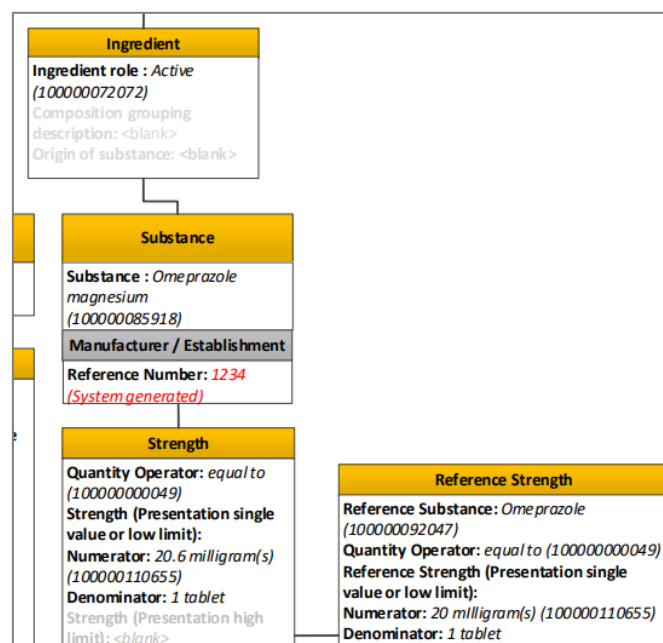 Ingredient
Ingredient role : Active
(100000072072)
Composition grouping
description: <blank>
Origin of substance: <blank>
Substance
Substance : Omeprazole
magnesium
(100000085918)
Manufacturer / Establishment
Reference Number: 1234
(System generated)
Strength
Quantity Operator: equal to
(100000000049)
Strength (Presentation single
value or low limit):
Numerator: 20.6 milligram(s)
(100000110655)
Denominator: 1 tablet
Strength (Presentation high
limit): <blank>
Reference Strength
Reference Substance: Omeprazole
(100000092047)
Quantity Operator: equal to (100000000049)
Reference Strength (Presentation single
value or low limit):
Numerator: 20 mIlligram(s) (100000110655)
Denominator: 1 tablet